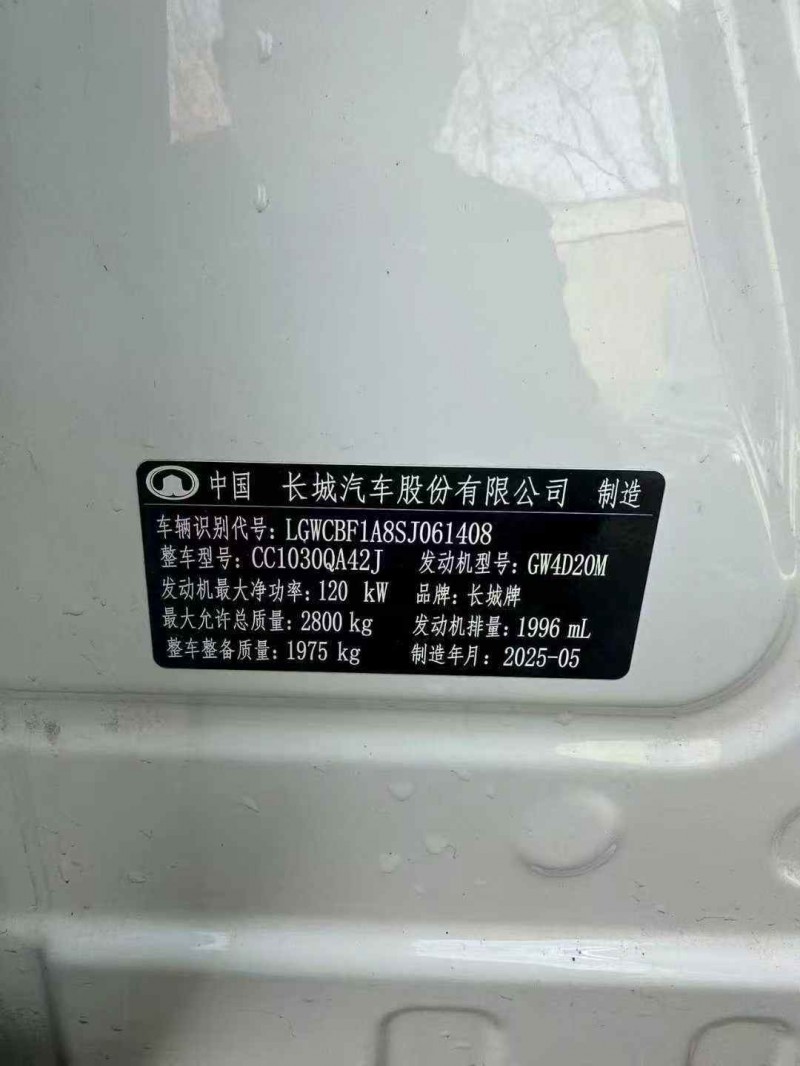 中国 长城汽车股份有限公司 制造
车辆识别代号：LGWCBF1A8SJ061408
整车型号：CC1030QA42J 发动机型号：GW4D20M
发动机最大净功率：120 kW 品牌：长城牌
最大允许总质量：2800 kg 发动机排量：1996 mL
整车整备质量：1975 kg 制造年月：2025-05